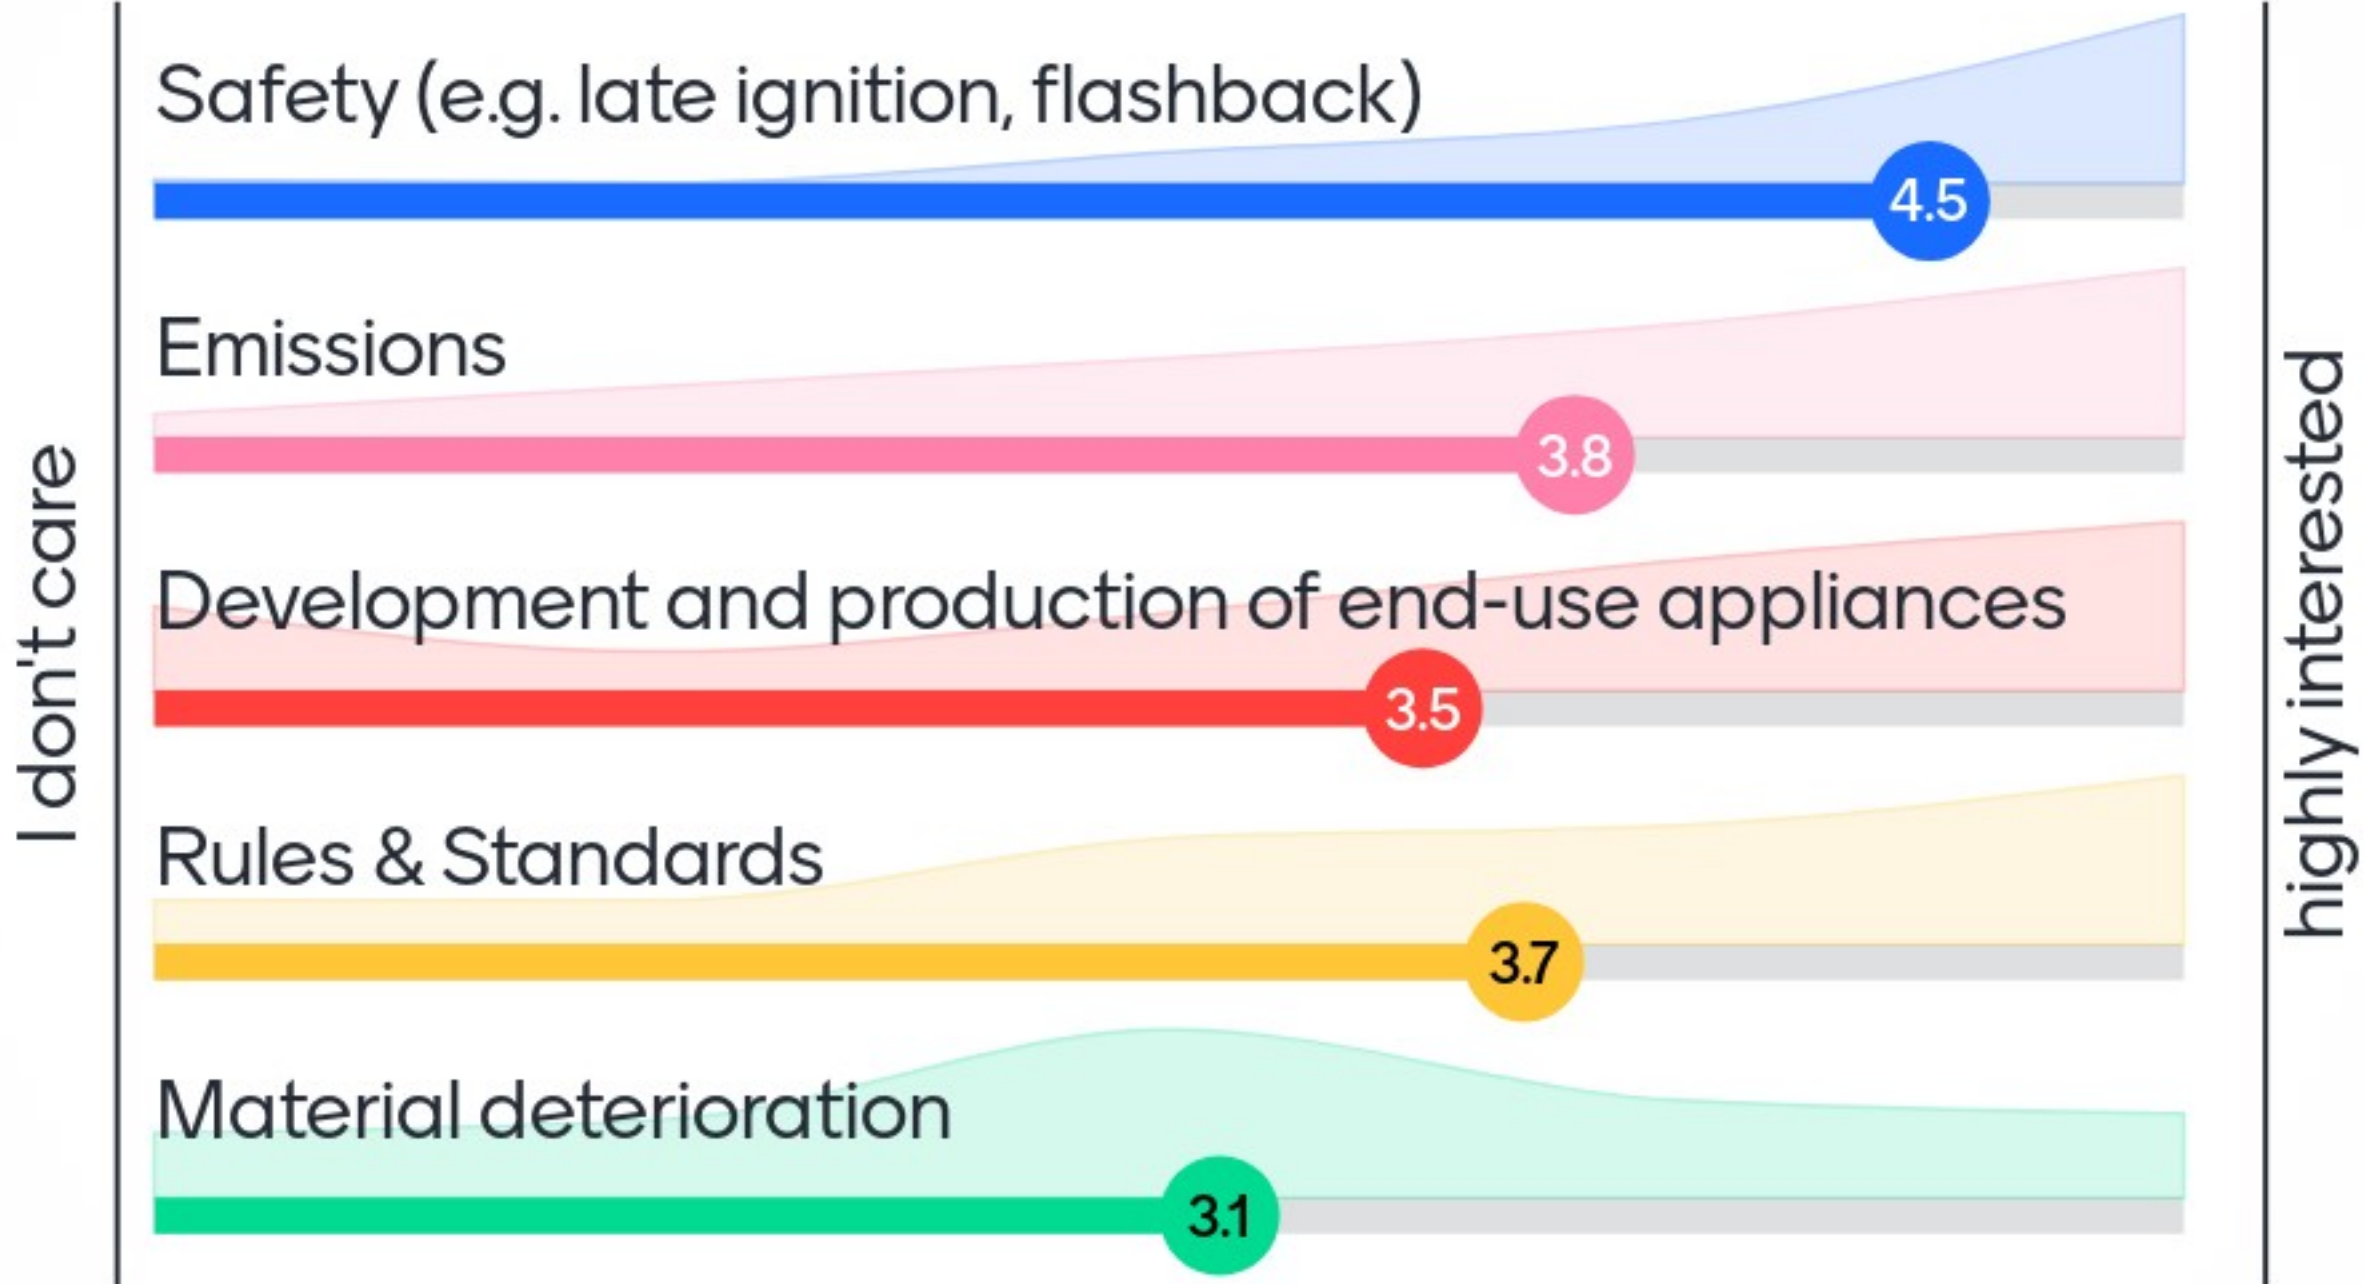 Safety (e.g. late ignition, flashback)
4.5
Emissions
3.8
Development and production of end-use appliances
3.5
Rules & Standards
3.7
Material deterioration
3.1
I don't care
highly interested